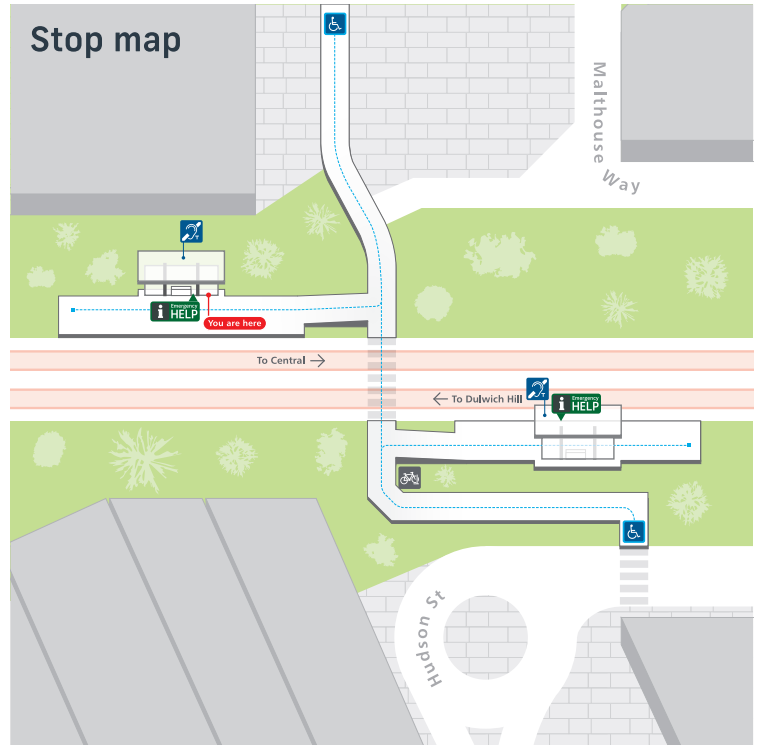 Stop map
Malthouse Way
T
Emergency
i HELP
You are here
To Central
To Dulwich Hill
T
Emergency
i HELP
Hudson St